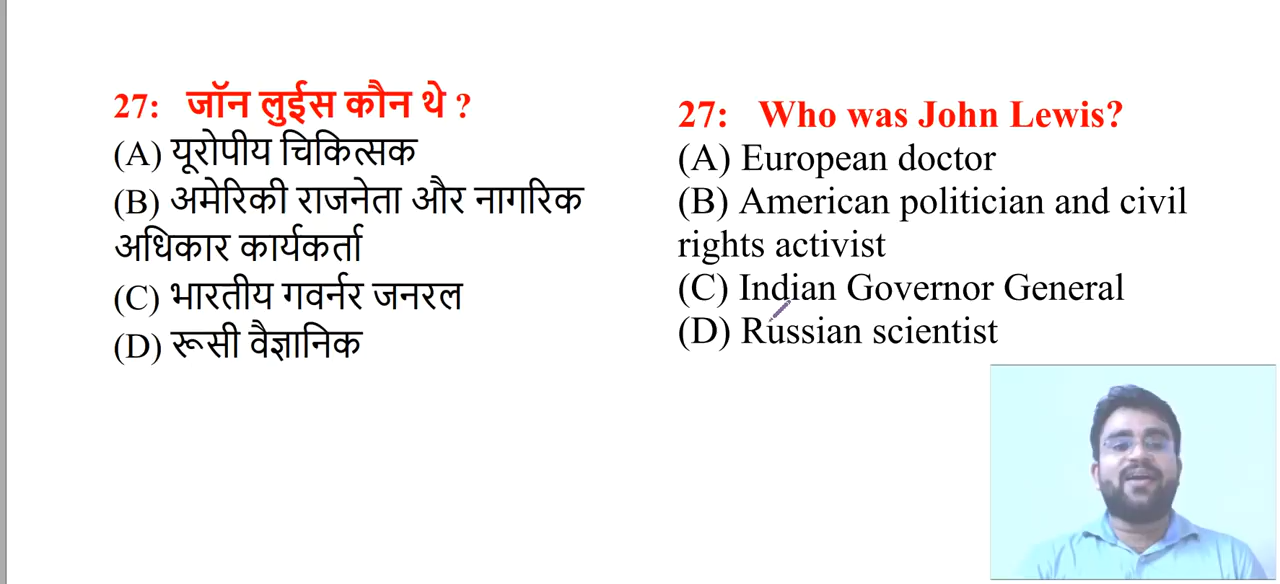 27: जॉन लुईस कौन थे ?
(A) यूरोपीय चिकित्सक
(B) अमेरिकी राजनेता और नागरिक
अधिकार कार्यकर्ता
(C) भारतीय गवर्नर जनरल
(D) रूसी वैज्ञानिक
27: Who was John Lewis?
(A) European doctor
(B) American politician and civil
rights activist
(C) Indian Governor General
(D) Russian scientist